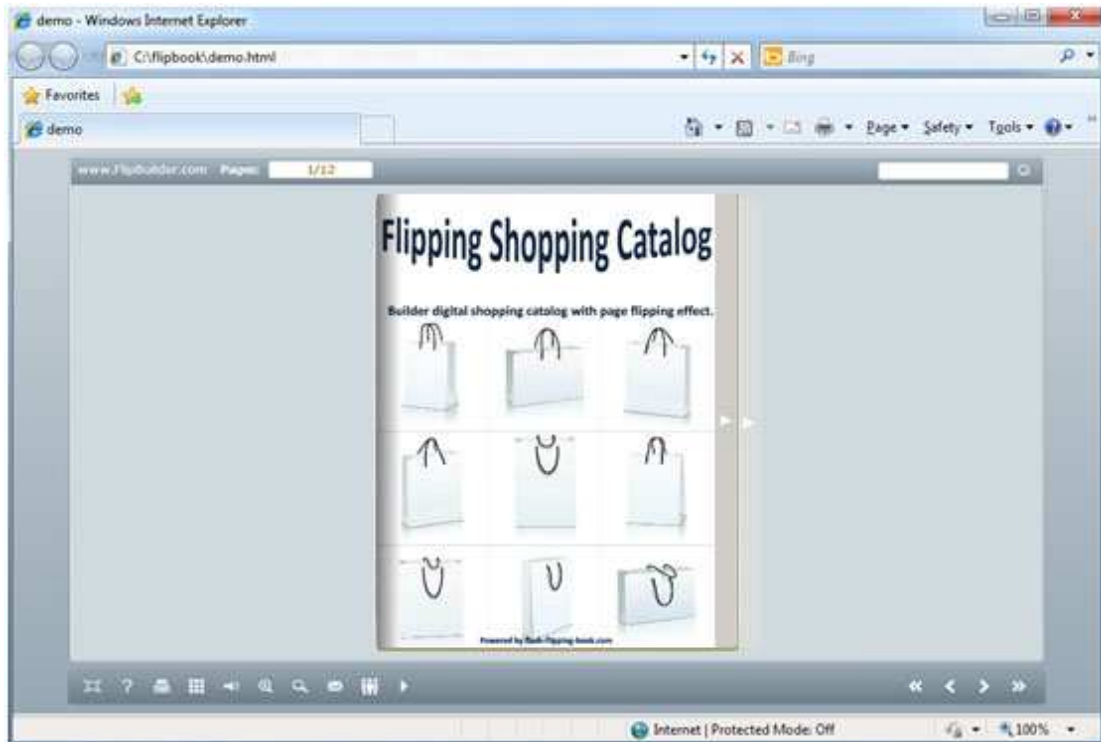 demo - Windows Internet Explorer
C:\flipbook\demo.html
Bing
Favorites
demo
Page Safety Tools
www.FlipBuilder.com Pages: 1/12
Flipping Shopping Catalog
Builder digital shopping catalog with page flipping effect.
Powered by flash-flipping-book.com
Internet | Protected Mode: Off
100%